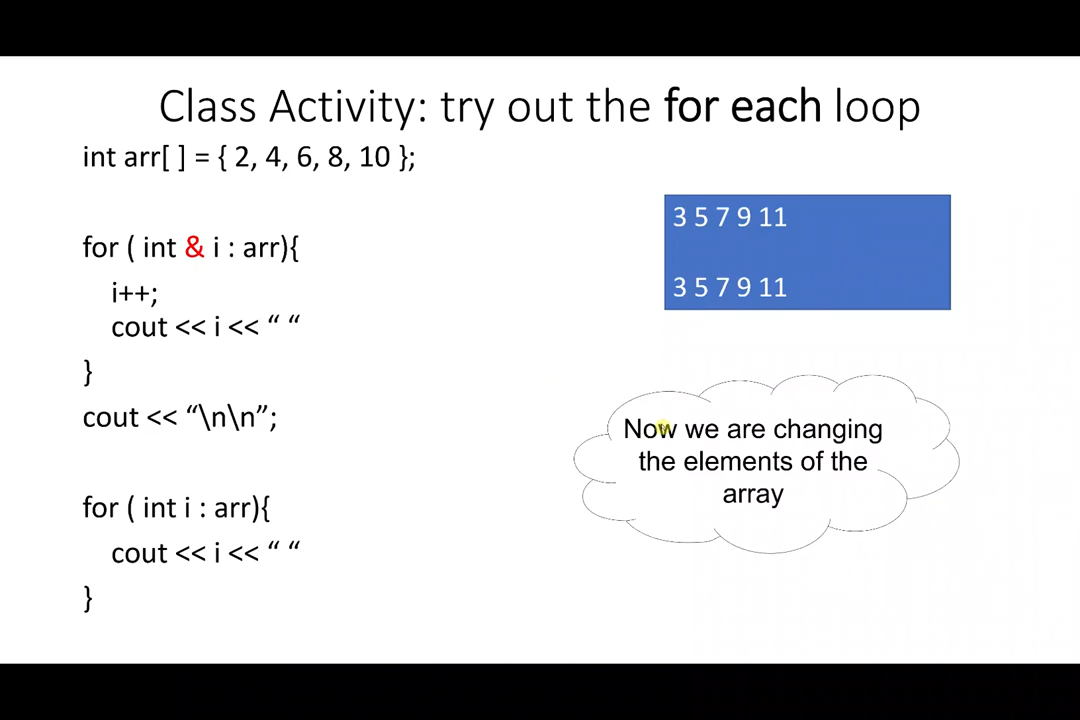 Class Activity: try out the for each loop
int arr[ ] = { 2, 4, 6, 8, 10 };
for ( int & i : arr){
i++;
cout << i << “ “
}
cout << “\n\n”;
for ( int i : arr){
cout << i << “ “
}
3 5 7 9 11
3 5 7 9 11
Now we are changing
the elements of the
array